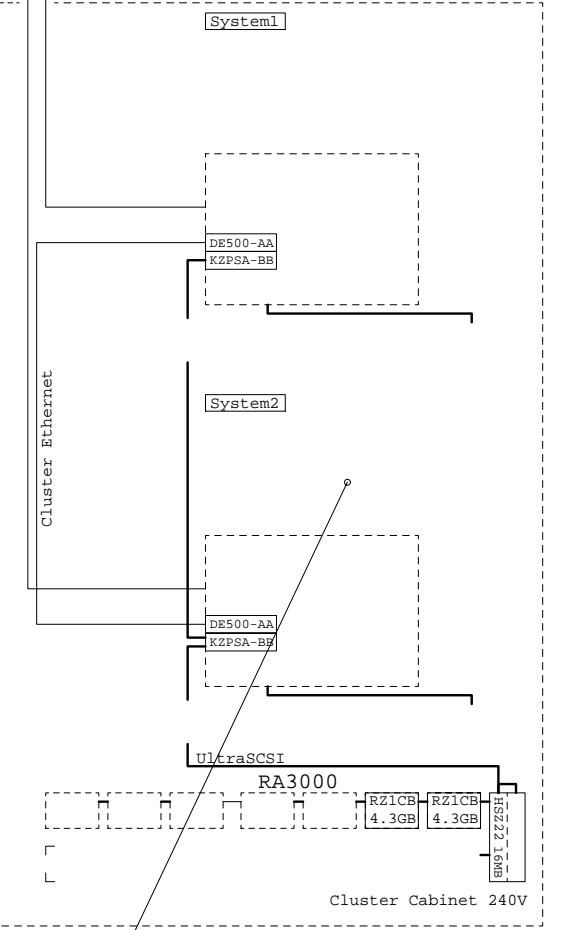 System1
DE500-AA
KZPSA-BB
Cluster Ethernet
System2
DE500-AA
KZPSA-BB
UltraSCSI
RA3000
RZ1CB
4.3GB
RZ1CB
4.3GB
HSZ22 16MB
Cluster Cabinet 240V